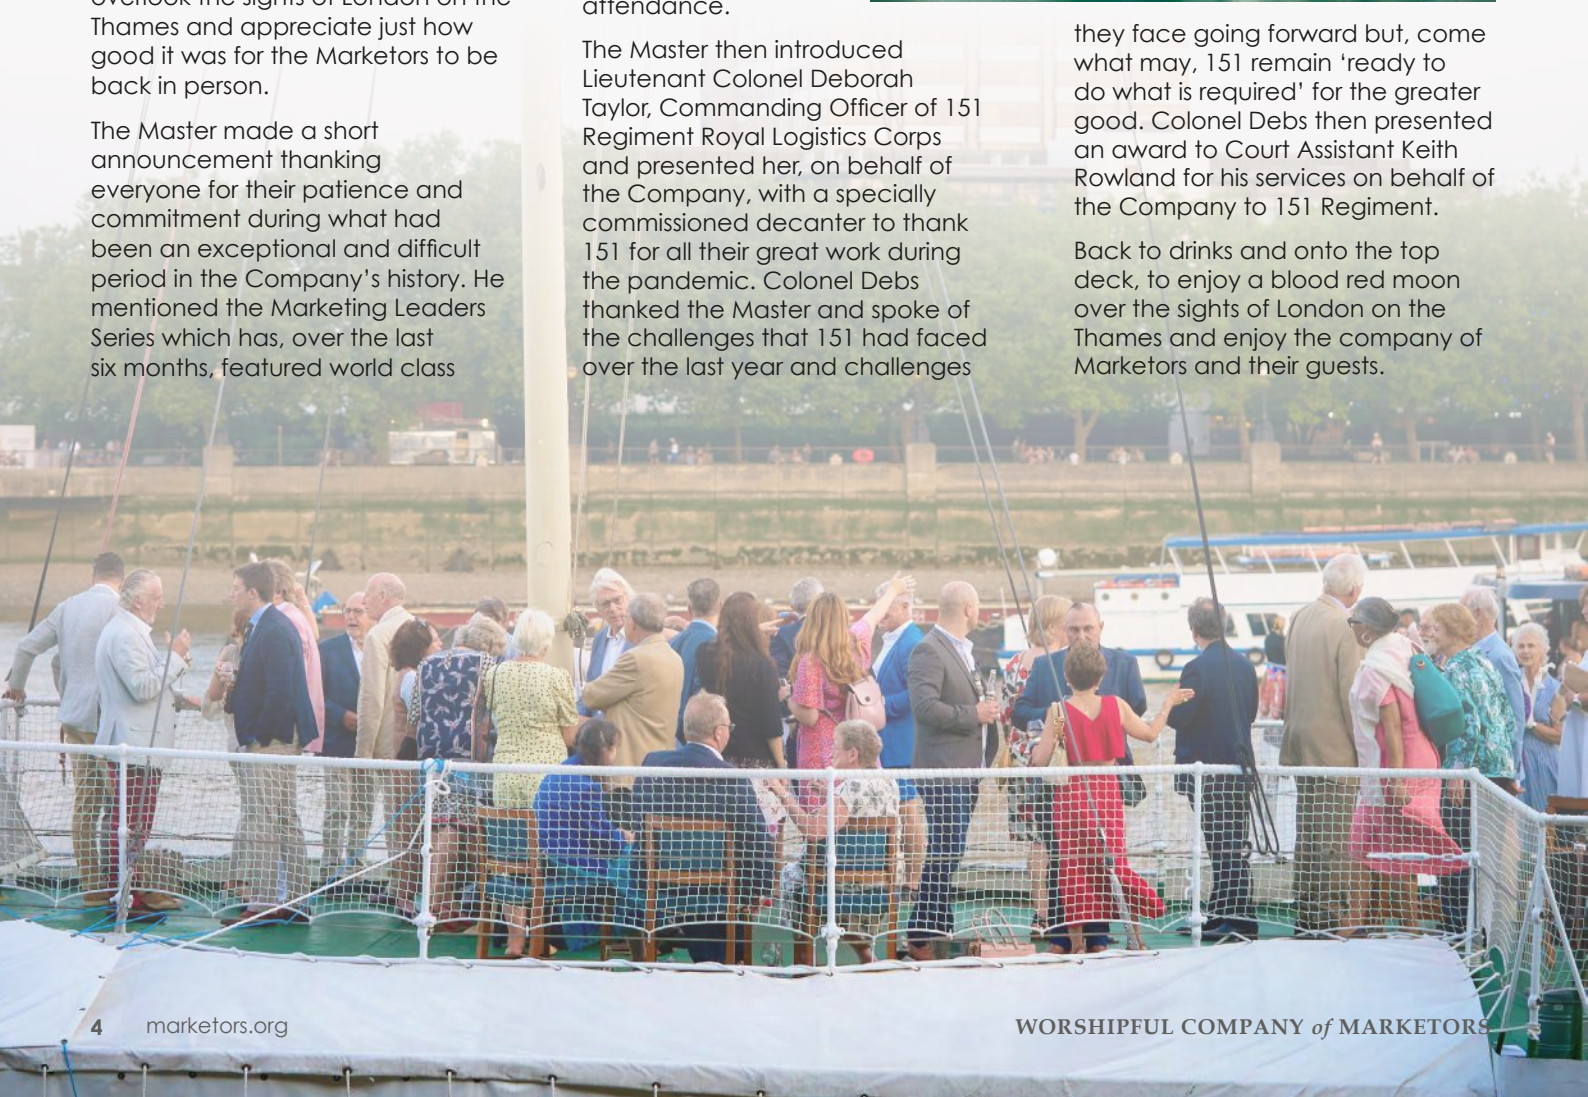 overlook the sights of London on the
Thames and appreciate just how
good it was for the Marketors to be
back in person.
The Master made a short
announcement thanking
everyone for their patience and
commitment during what had
been an exceptional and difficult
period in the Company’s history. He
mentioned the Marketing Leaders
Series which has, over the last
six months, featured world class
attendance.
The Master then introduced
Lieutenant Colonel Deborah
Taylor, Commanding Officer of 151
Regiment Royal Logistics Corps
and presented her, on behalf of
the Company, with a specially
commissioned decanter to thank
151 for all their great work during
the pandemic. Colonel Debs
thanked the Master and spoke of
the challenges that 151 had faced
over the last year and challenges
they face going forward but, come
what may, 151 remain ‘ready to
do what is required’ for the greater
good. Colonel Debs then presented
an award to Court Assistant Keith
Rowland for his services on behalf of
the Company to 151 Regiment.
Back to drinks and onto the top
deck, to enjoy a blood red moon
over the sights of London on the
Thames and enjoy the company of
Marketors and their guests.
4 marketors.org
WORSHIPFUL COMPANY of MARKETORS